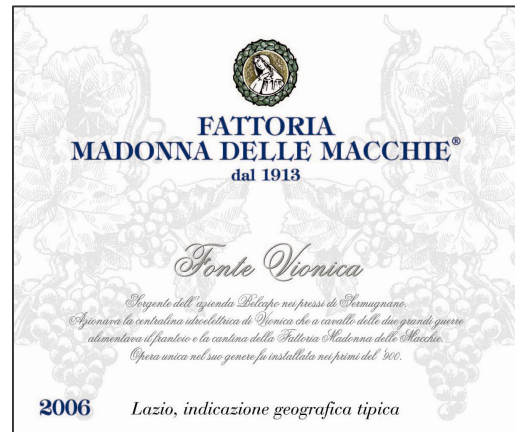 FATTORIA
MADONNA DELLE MACCHIE®
dal 1913
Fonte Vionica
Sorgente dell'azienda Belcapo nei pressi di Sermugnano.
Azionava la centralina idroelettrica di Vionica che a cavallo delle due grandi guerre
alimentava il frantoio e la cantina della Fattoria Madonna delle Macchie.
Opera unica nel suo genere fu installata nei primi del '900.
2006 Lazio, indicazione geografica tipica